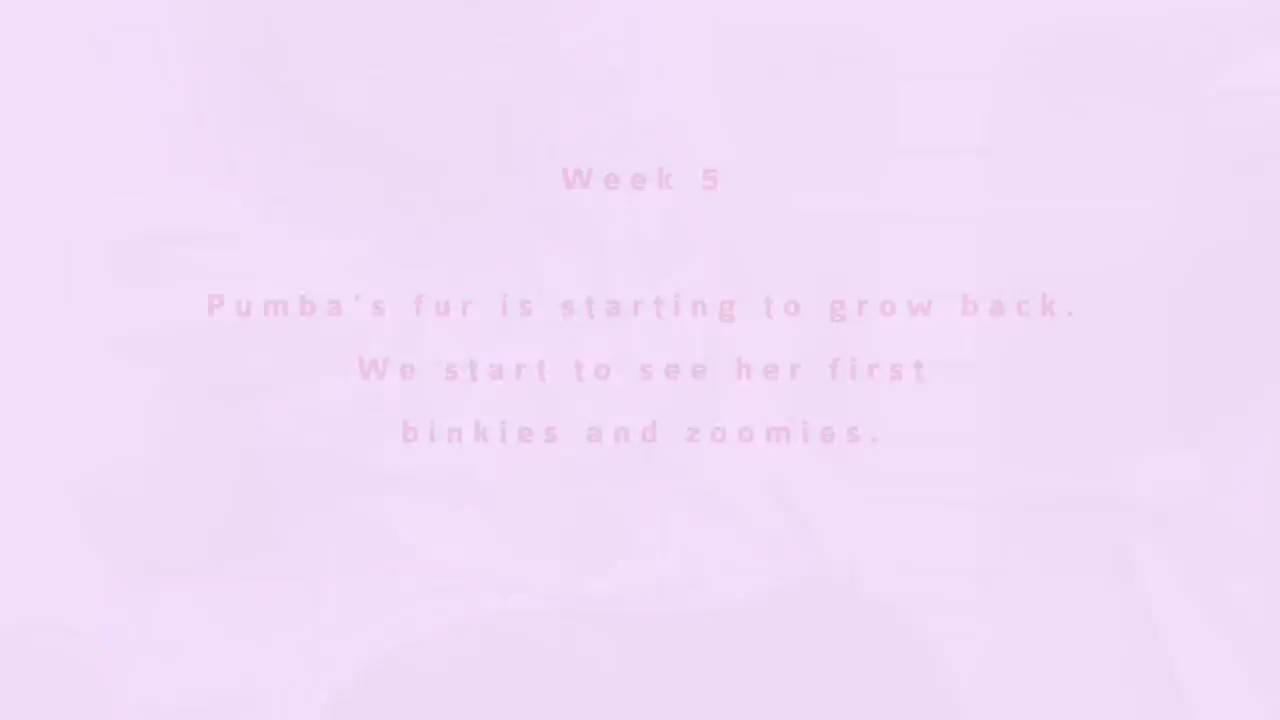 Week 5
Pumba's fur is starting to grow back.
We start to see her first
binkies and zoomies.